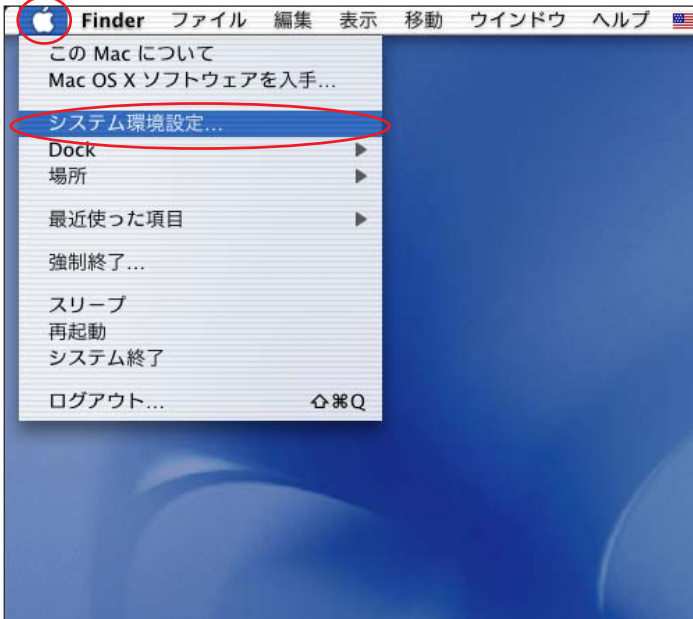 Finder ファイル 編集 表示 移動 ウインドウ ヘルプ
この Mac について
Mac OS X ソフトウェアを入手...
システム環境設定...
Dock
場所
最近使った項目
強制終了...
スリープ
再起動
システム終了
ログアウト... ⇧⌘Q